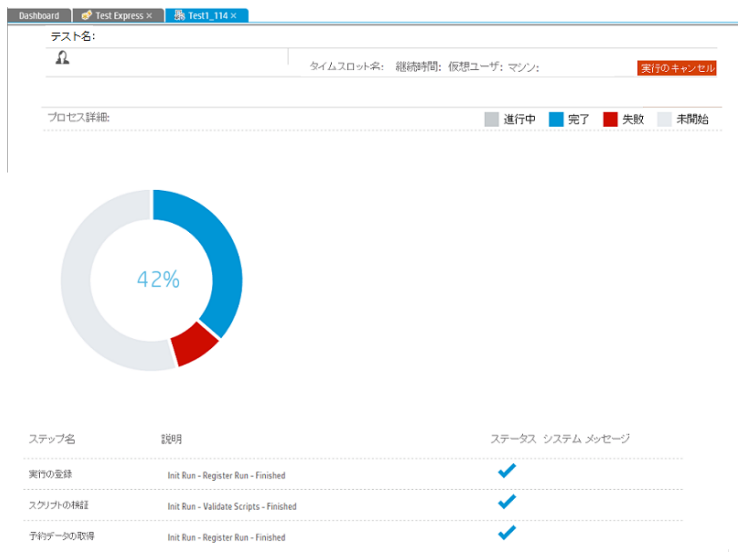 Dashboard Test Express × Test1_114 ×
テスト名:
タイムスロット名: 継続時間: 仮想ユーザ: マシン: 実行のキャンセル
プロセス詳細: 進行中 完了 失敗 未開始
42%
ステップ名 説明 ステータス システム メッセージ
実行の登録 Init Run - Register Run - Finished
スクリプトの検証 Init Run - Validate Scripts - Finished
予約データの取得 Init Run - Register Run - Finished